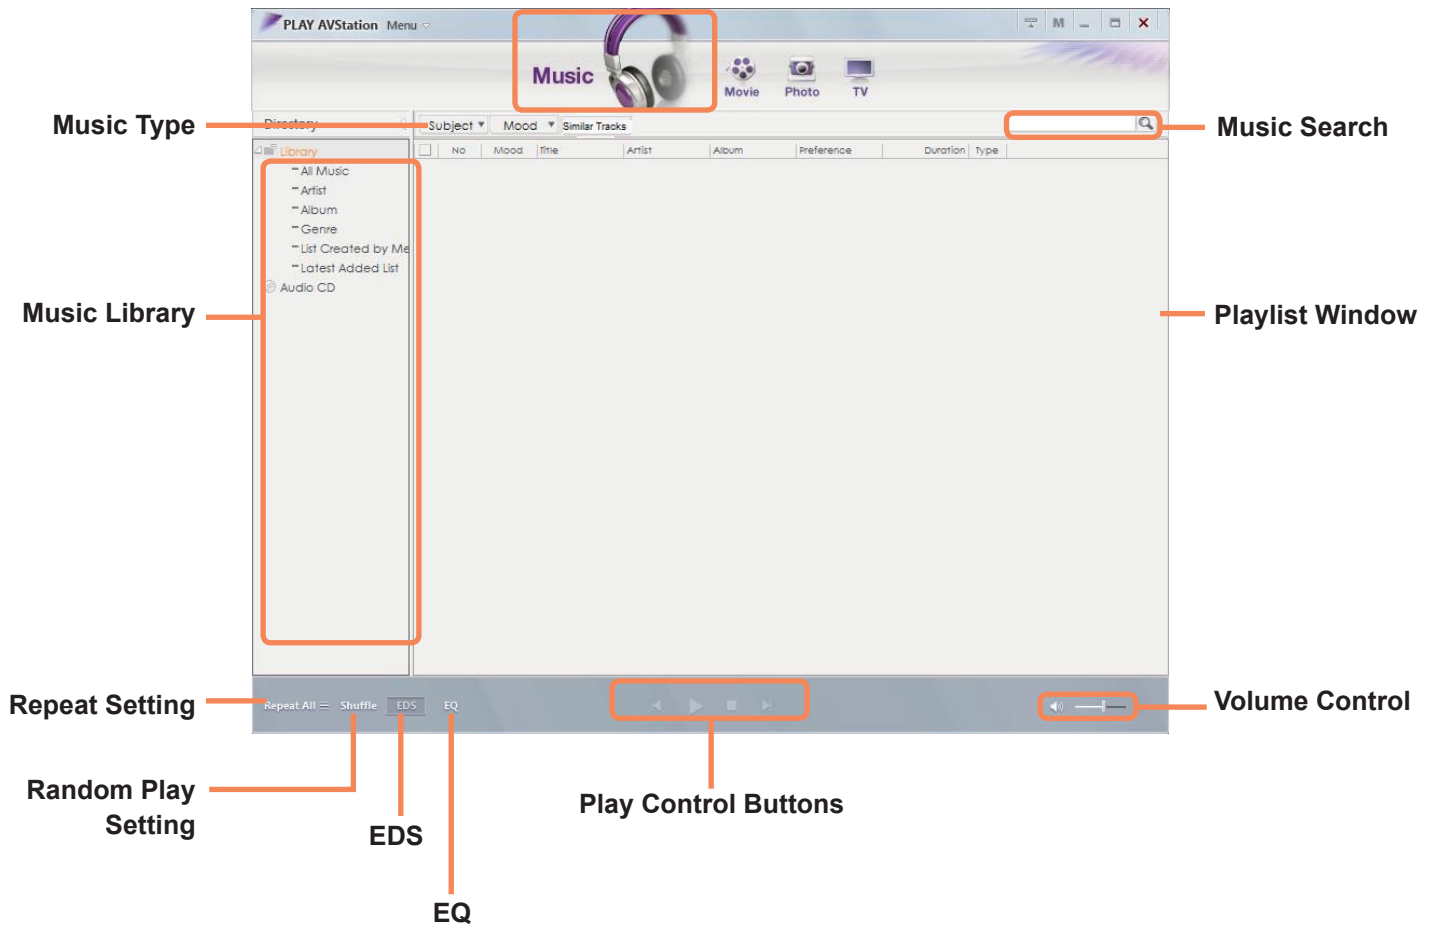 PLAY AVStation Menu
M
Music
Movie Photo TV
Music Type
Directory
Subject Mood Similar Tracks
Music Search
Library
No Mood Title Artist Album Preference Duration Type
All Music
Artist
Album
Genre
List Created by Me
Latest Added List
Audio CD
Music Library
Playlist Window
Repeat Setting
Repeat All Shuffle EDS EQ
Volume Control
Random Play
Setting
Play Control Buttons
EDS
EQ